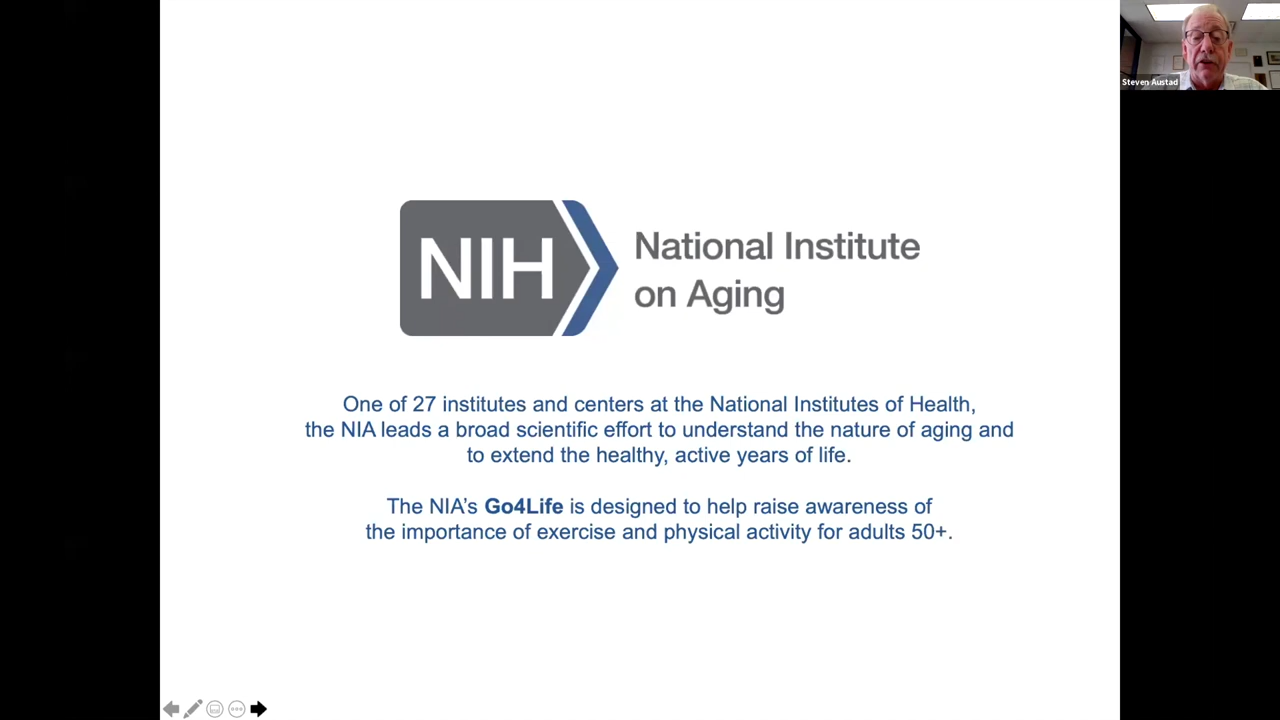 Steven Austad
NIH
National Institute
on Aging
One of 27 institutes and centers at the National Institutes of Health,
the NIA leads a broad scientific effort to understand the nature of aging and
to extend the healthy, active years of life.
The NIA’s Go4Life is designed to help raise awareness of
the importance of exercise and physical activity for adults 50+.